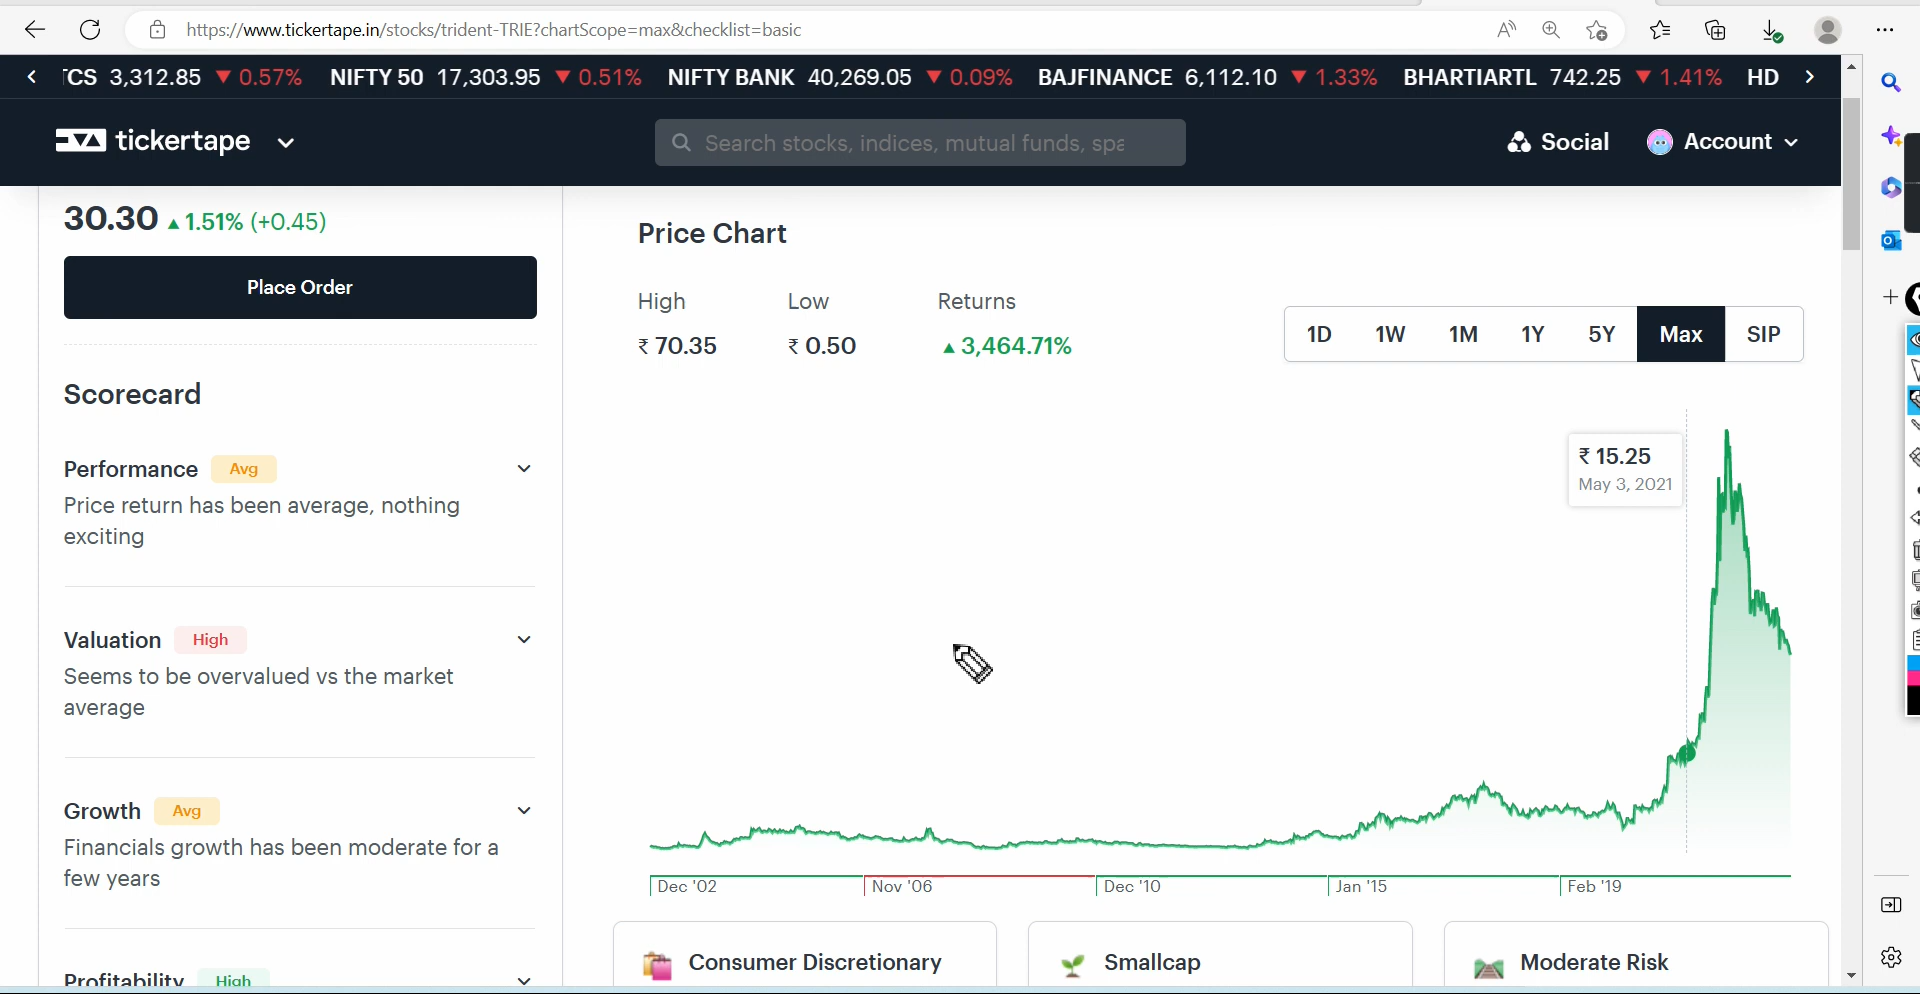 https://www.tickertape.in/stocks/trident-TRIE?chartScope=max&checklist=basic
TCS 3,312.85 ▼ 0.57% NIFTY 50 17,303.95 ▼ 0.51% NIFTY BANK 40,269.05 ▼ 0.09% BAJFINANCE 6,112.10 ▼ 1.33% BHARTIARTL 742.25 ▼ 1.41% HD
tickertape
Search stocks, indices, mutual funds, spa
Social
Account
30.30 ▲ 1.51% (+0.45)
Place Order
Scorecard
Performance Avg
Price return has been average, nothing
exciting
Valuation High
Seems to be overvalued vs the market
average
Growth Avg
Financials growth has been moderate for a
few years
Profitability High
Price Chart
High Low Returns
₹ 70.35 ₹ 0.50 ▲ 3,464.71%
1D 1W 1M 1Y 5Y Max SIP
₹ 15.25
May 3, 2021
Dec '02 Nov '06 Dec '10 Jan '15 Feb '19
Consumer Discretionary
Smallcap
Moderate Risk